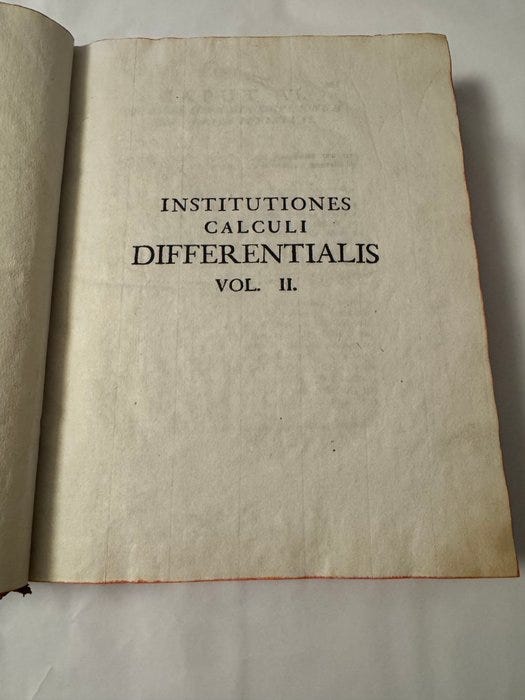 INSTITUTIONES
CALCULI
DIFFERENTIALIS
VOL. II.